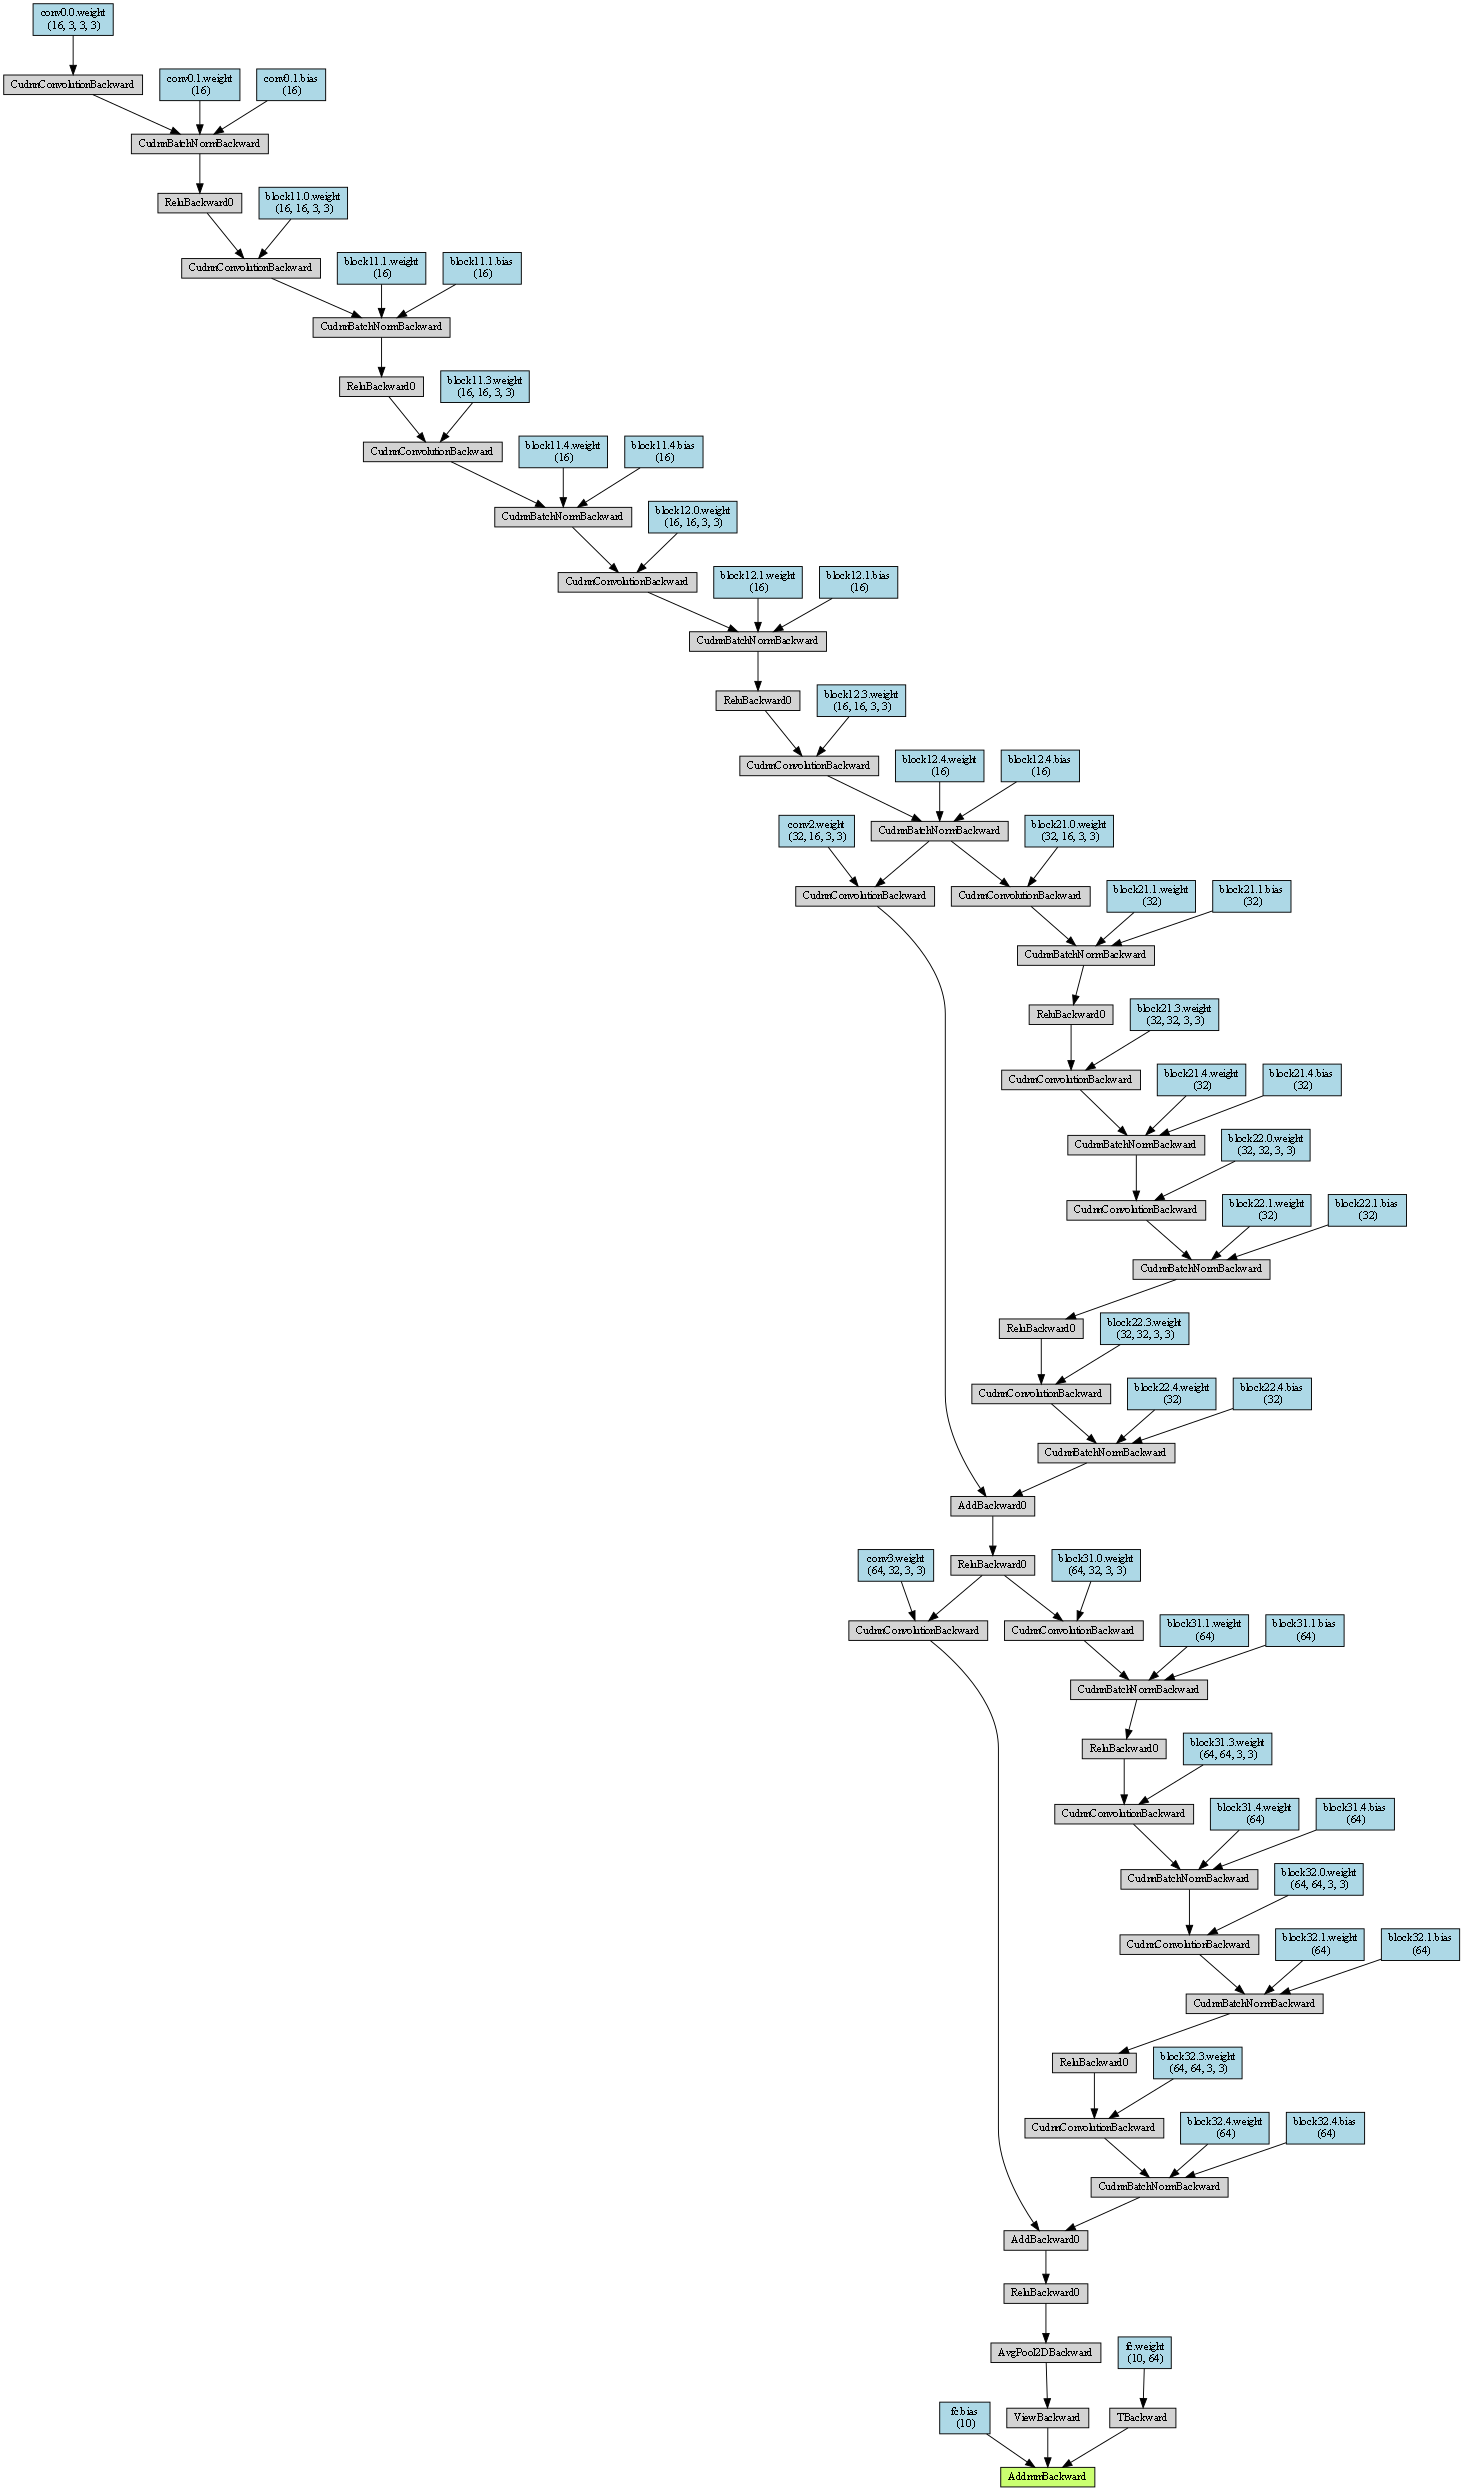 conv0.0.weight
(16, 3, 3, 3)
CudnnConvolutionBackward
conv0.1.weight
(16)
conv0.1.bias
(16)
CudnnBatchNormBackward
ReluBackward0
block11.0.weight
(16, 16, 3, 3)
CudnnConvolutionBackward
block11.1.weight
(16)
block11.1.bias
(16)
CudnnBatchNormBackward
ReluBackward0
block11.3.weight
(16, 16, 3, 3)
CudnnConvolutionBackward
block11.4.weight
(16)
block11.4.bias
(16)
CudnnBatchNormBackward
block12.0.weight
(16, 16, 3, 3)
CudnnConvolutionBackward
block12.1.weight
(16)
block12.1.bias
(16)
CudnnBatchNormBackward
ReluBackward0
block12.3.weight
(16, 16, 3, 3)
CudnnConvolutionBackward
block12.4.weight
(16)
block12.4.bias
(16)
conv2.weight
(32, 16, 3, 3)
CudnnBatchNormBackward
block21.0.weight
(32, 16, 3, 3)
CudnnConvolutionBackward
CudnnConvolutionBackward
block21.1.weight
(32)
block21.1.bias
(32)
CudnnBatchNormBackward
ReluBackward0
block21.3.weight
(32, 32, 3, 3)
CudnnConvolutionBackward
block21.4.weight
(32)
block21.4.bias
(32)
CudnnBatchNormBackward
block22.0.weight
(32, 32, 3, 3)
CudnnConvolutionBackward
block22.1.weight
(32)
block22.1.bias
(32)
CudnnBatchNormBackward
ReluBackward0
block22.3.weight
(32, 32, 3, 3)
CudnnConvolutionBackward
block22.4.weight
(32)
block22.4.bias
(32)
CudnnBatchNormBackward
AddBackward0
conv3.weight
(64, 32, 3, 3)
ReluBackward0
block31.0.weight
(64, 32, 3, 3)
CudnnConvolutionBackward
CudnnConvolutionBackward
block31.1.weight
(64)
block31.1.bias
(64)
CudnnBatchNormBackward
ReluBackward0
block31.3.weight
(64, 64, 3, 3)
CudnnConvolutionBackward
block31.4.weight
(64)
block31.4.bias
(64)
CudnnBatchNormBackward
block32.0.weight
(64, 64, 3, 3)
CudnnConvolutionBackward
block32.1.weight
(64)
block32.1.bias
(64)
CudnnBatchNormBackward
ReluBackward0
block32.3.weight
(64, 64, 3, 3)
CudnnConvolutionBackward
block32.4.weight
(64)
block32.4.bias
(64)
CudnnBatchNormBackward
AddBackward0
ReluBackward0
AvgPool2DBackward
fc.weight
(10, 64)
fc.bias
(10)
ViewBackward
TBackward
AddmmBackward